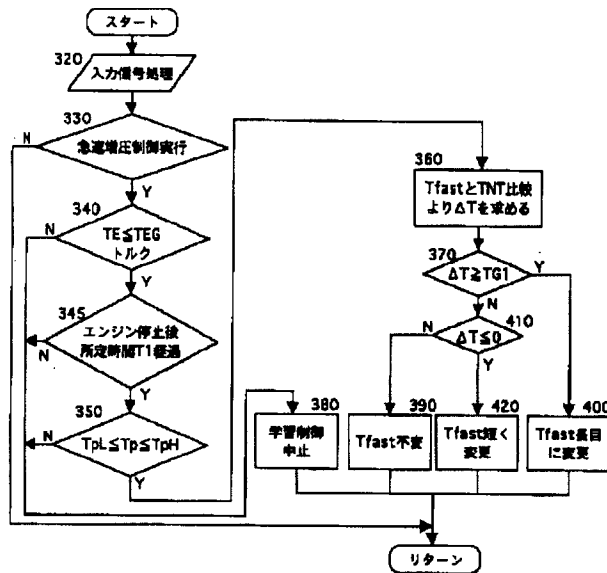 スタート
320
入力信号処理
330
急速増圧制御実行
N
Y
340
TE≦TEG
トルク
N
Y
345
エンジン停止後
所定時間T1経過
N
Y
350
TpL≦Tp≦TpH
N
Y
360
TfastとTNT比較
よりΔTを求める
370
ΔT≧TG1
Y
N
410
ΔT≦0
N
Y
380
学習制御
中止
390
Tfast不変
420
Tfast短く
変更
400
Tfast長目
に変更
リターン